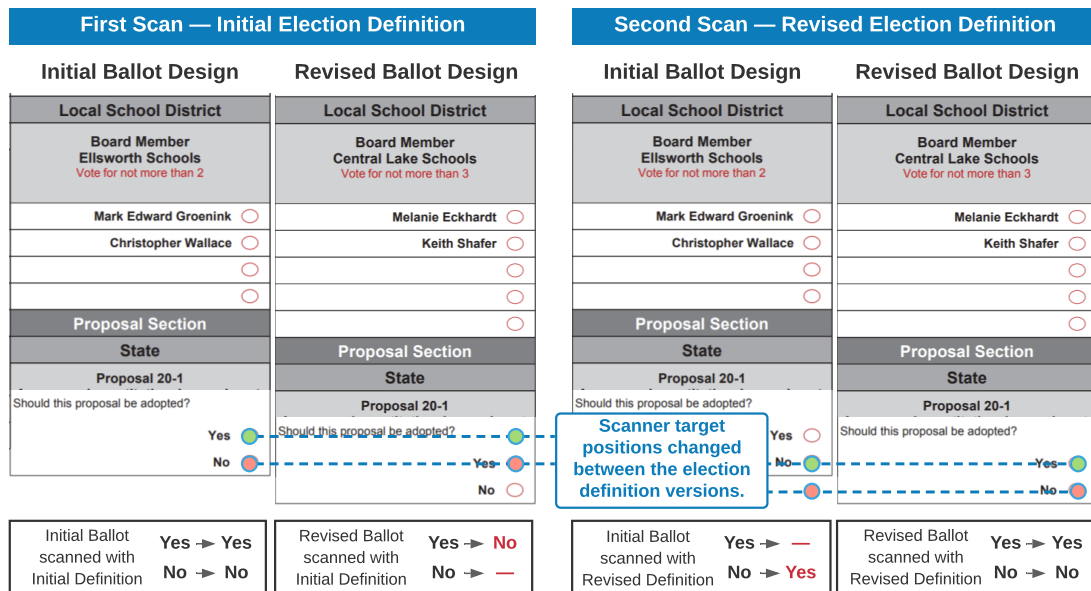 First Scan — Initial Election Definition
Initial Ballot Design
Local School District
Board Member
Ellsworth Schools
Vote for not more than 2
Mark Edward Groenink
Christopher Wallace
Proposal Section
State
Proposal 20-1
Should this proposal be adopted?
Yes
No
Revised Ballot Design
Local School District
Board Member
Central Lake Schools
Vote for not more than 3
Melanie Eckhardt
Keith Shafer
Proposal Section
State
Proposal 20-1
Should this proposal be adopted?
Yes
No
Second Scan — Revised Election Definition
Initial Ballot Design
Local School District
Board Member
Ellsworth Schools
Vote for not more than 2
Mark Edward Groenink
Christopher Wallace
Proposal Section
State
Proposal 20-1
Should this proposal be adopted?
Yes
No
Revised Ballot Design
Local School District
Board Member
Central Lake Schools
Vote for not more than 3
Melanie Eckhardt
Keith Shafer
Proposal Section
State
Proposal 20-1
Should this proposal be adopted?
Yes
No
Scanner target
positions changed
between the election
definition versions.
Initial Ballot
scanned with
Initial Definition
Yes → Yes
No → No
Revised Ballot
scanned with
Initial Definition
Yes → No
No → —
Initial Ballot
scanned with
Revised Definition
Yes → —
No → Yes
Revised Ballot
scanned with
Revised Definition
Yes → Yes
No → No